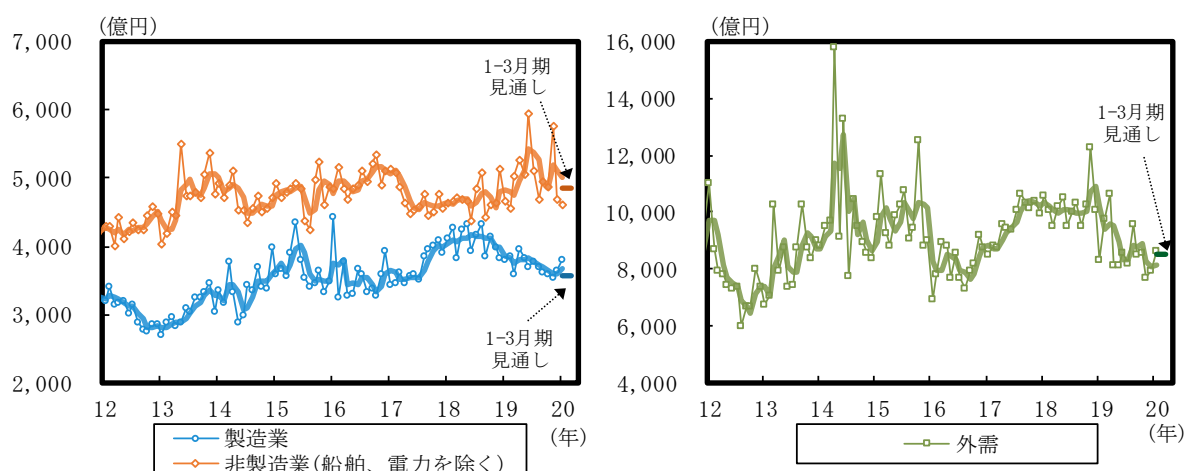 (億円)
7,000
6,000
5,000
4,000
3,000
2,000
12 13 14 15 16 17 18 19 20
(年)
1-3月期
見通し
1-3月期
見通し
製造業
非製造業(船舶、電力を除く)
(億円)
16,000
14,000
12,000
10,000
8,000
6,000
4,000
12 13 14 15 16 17 18 19 20
(年)
1-3月期
見通し
外需